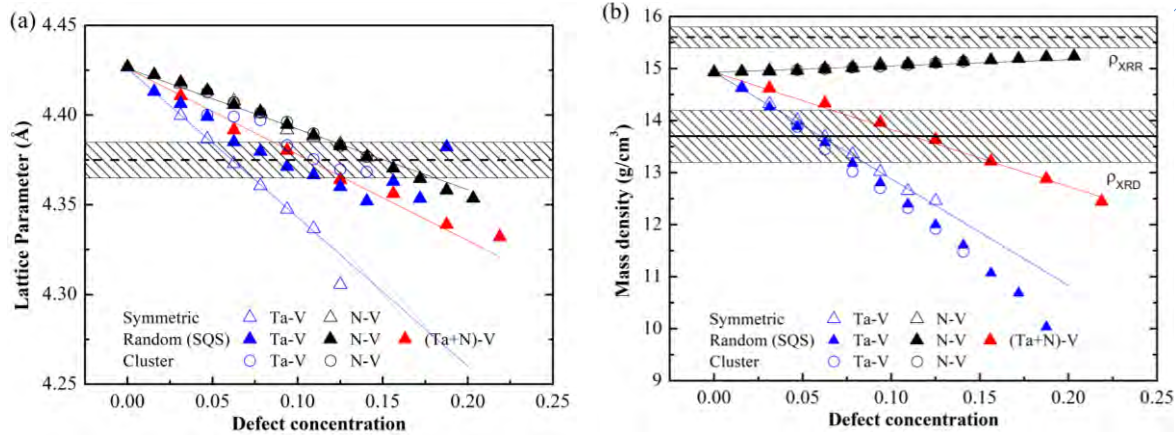 (a)
4.45
4.40
4.35
4.30
4.25
Lattice Parameter (Å)
Symmetric △ Ta-V △ N-V
Random (SQS) ▲ Ta-V ▲ N-V ▲ (Ta+N)-V
Cluster ○ Ta-V ○ N-V
0.00 0.05 0.10 0.15 0.20 0.25
Defect concentration
(b)
16
15
14
13
12
11
10
9
Mass density (g/cm³)
ρXRR
ρXRD
Symmetric △ Ta-V △ N-V
Random (SQS) ▲ Ta-V ▲ N-V ▲ (Ta+N)-V
Cluster ○ Ta-V ○ N-V
0.00 0.05 0.10 0.15 0.20 0.25
Defect concentration